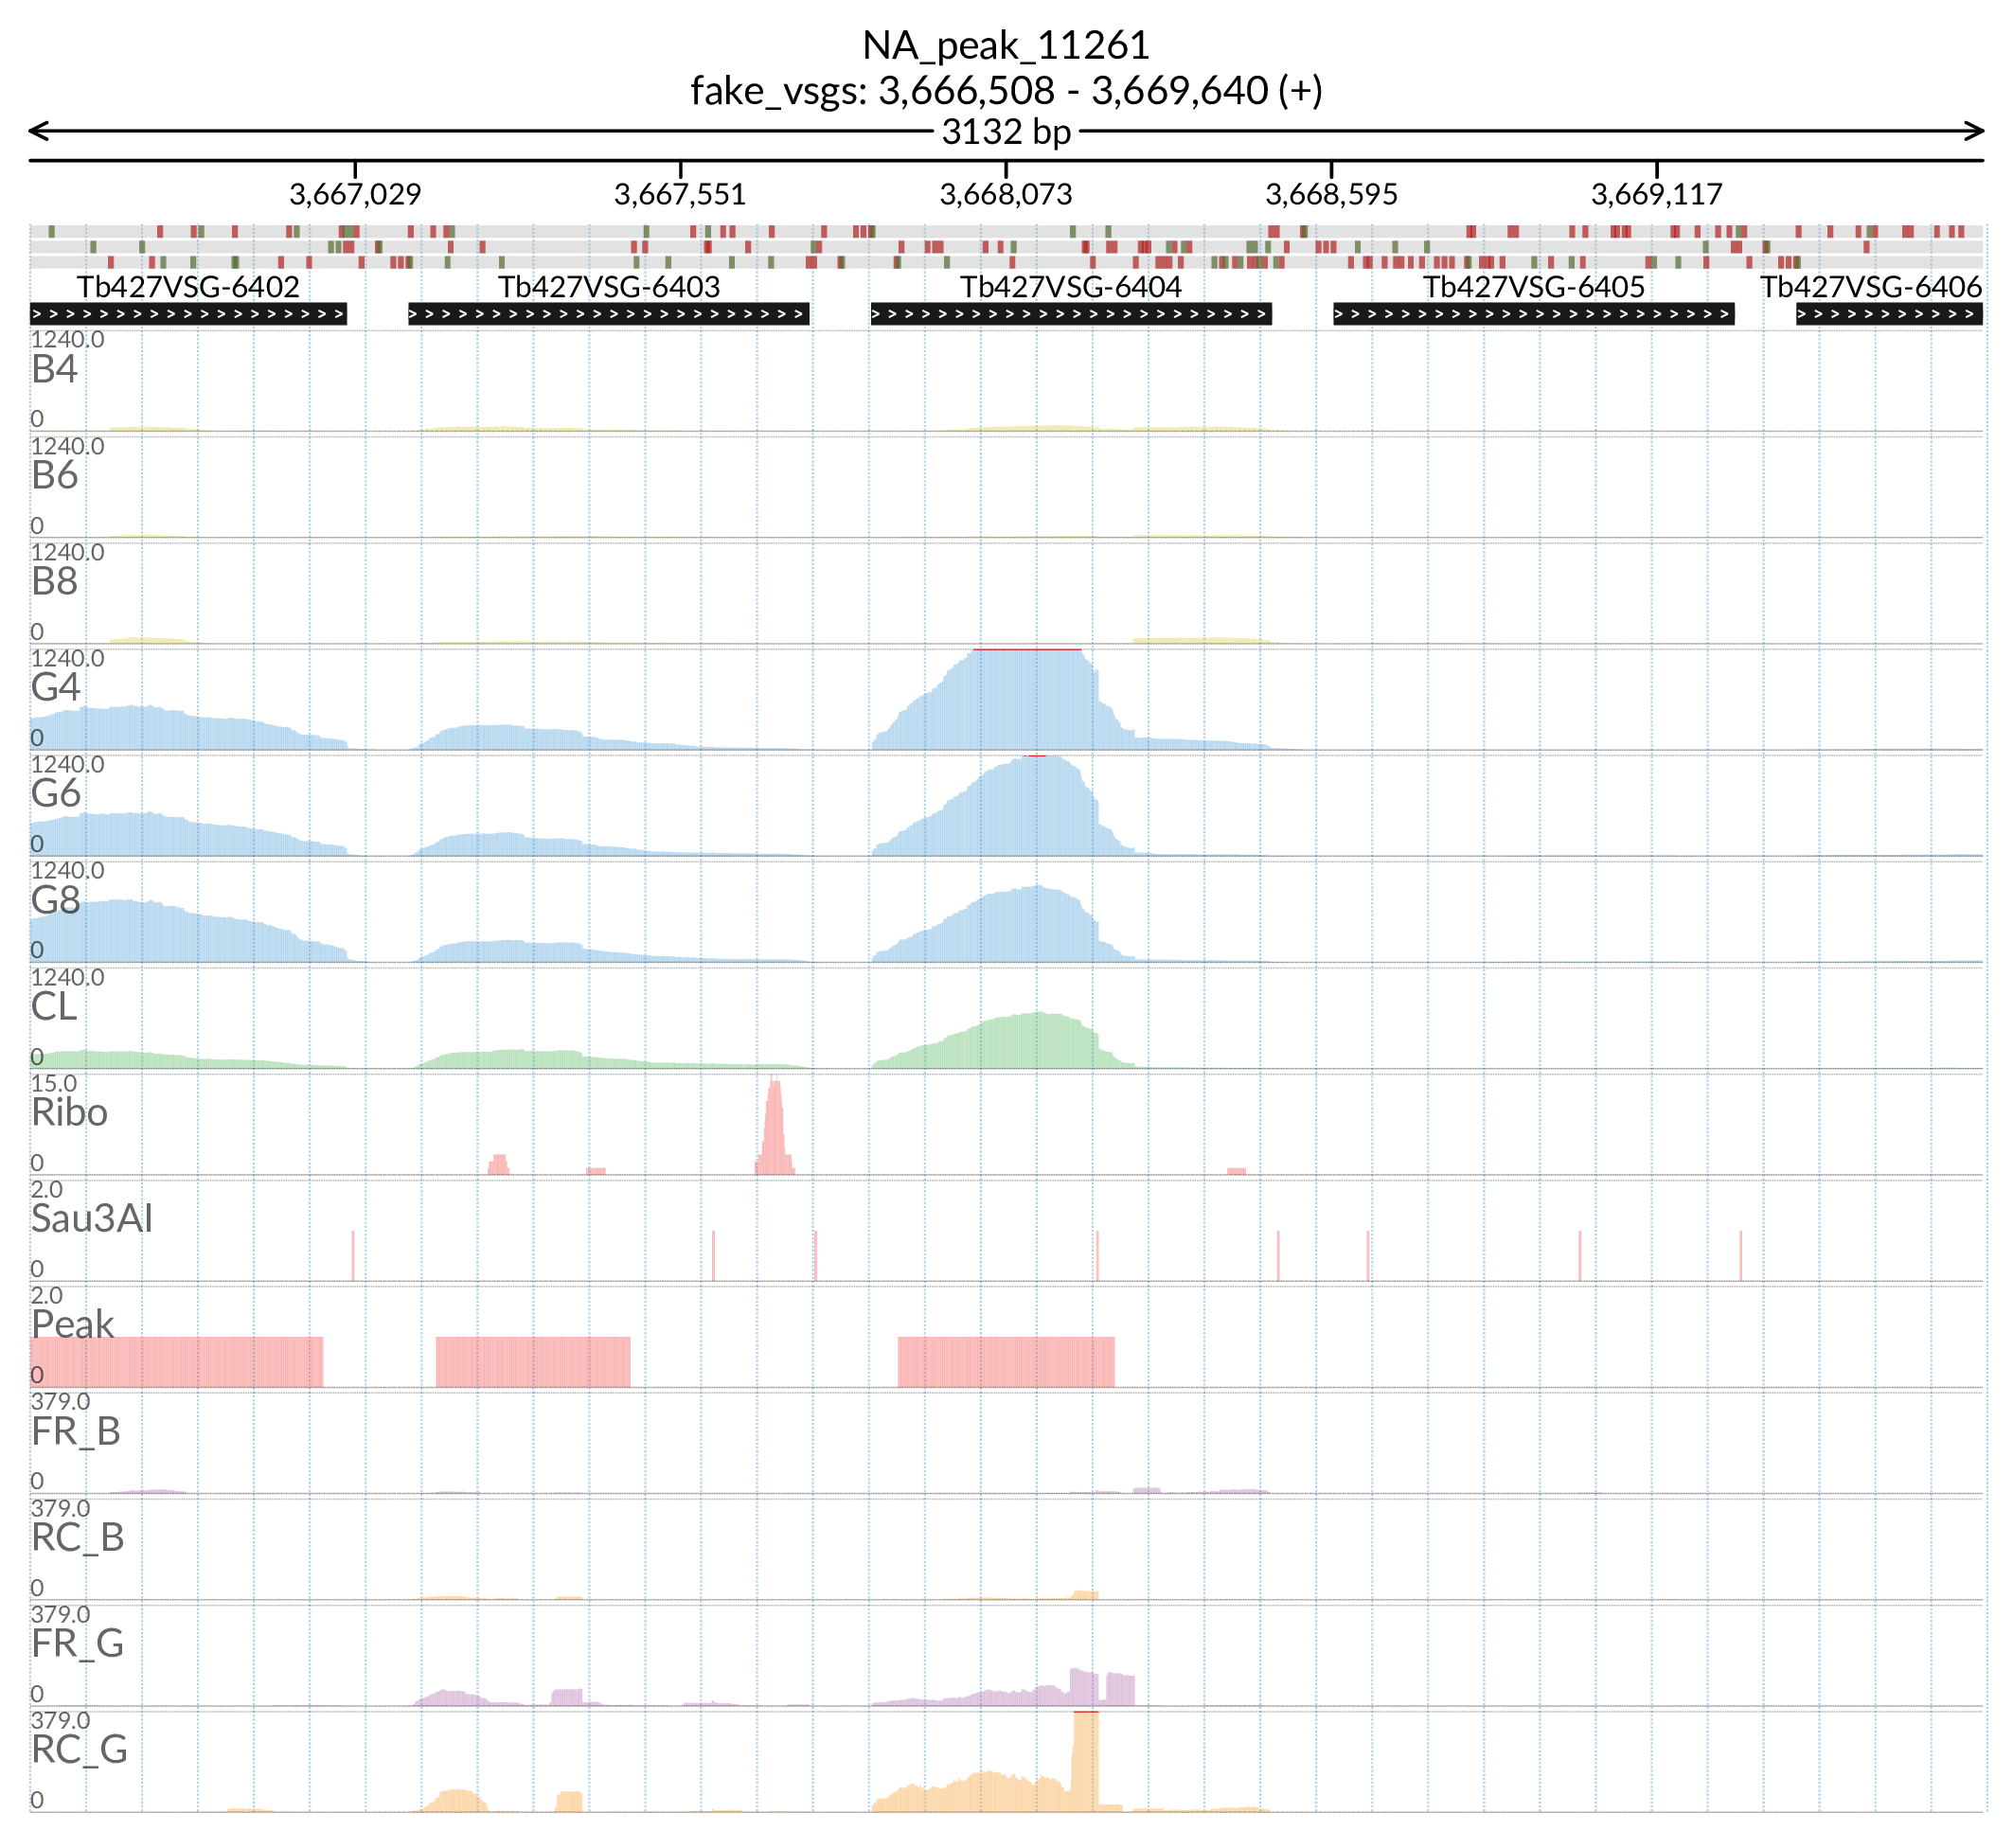 NA_peak_11261
fake_vsgs: 3,666,508 - 3,669,640 (+)
3132 bp
3,667,029 3,667,551 3,668,073 3,668,595 3,669,117
Tb427VSG-6402 Tb427VSG-6403 Tb427VSG-6404 Tb427VSG-6405 Tb427VSG-6406
1240.0
B4
0
1240.0
B6
0
1240.0
B8
0
1240.0
G4
0
1240.0
G6
0
1240.0
G8
0
1240.0
CL
0
15.0
Ribo
0
2.0
Sau3AI
0
2.0
Peak
0
379.0
FR_B
0
379.0
RC_B
0
379.0
FR_G
0
379.0
RC_G
0